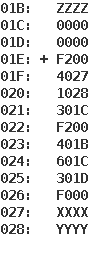 01B: ZZZZ
01C: 0000
01D: 0000
01E: + F200
01F: 4027
020: 1028
021: 301C
022: F200
023: 401B
024: 601C
025: 301D
026: F000
027: XXXX
028: YYYY